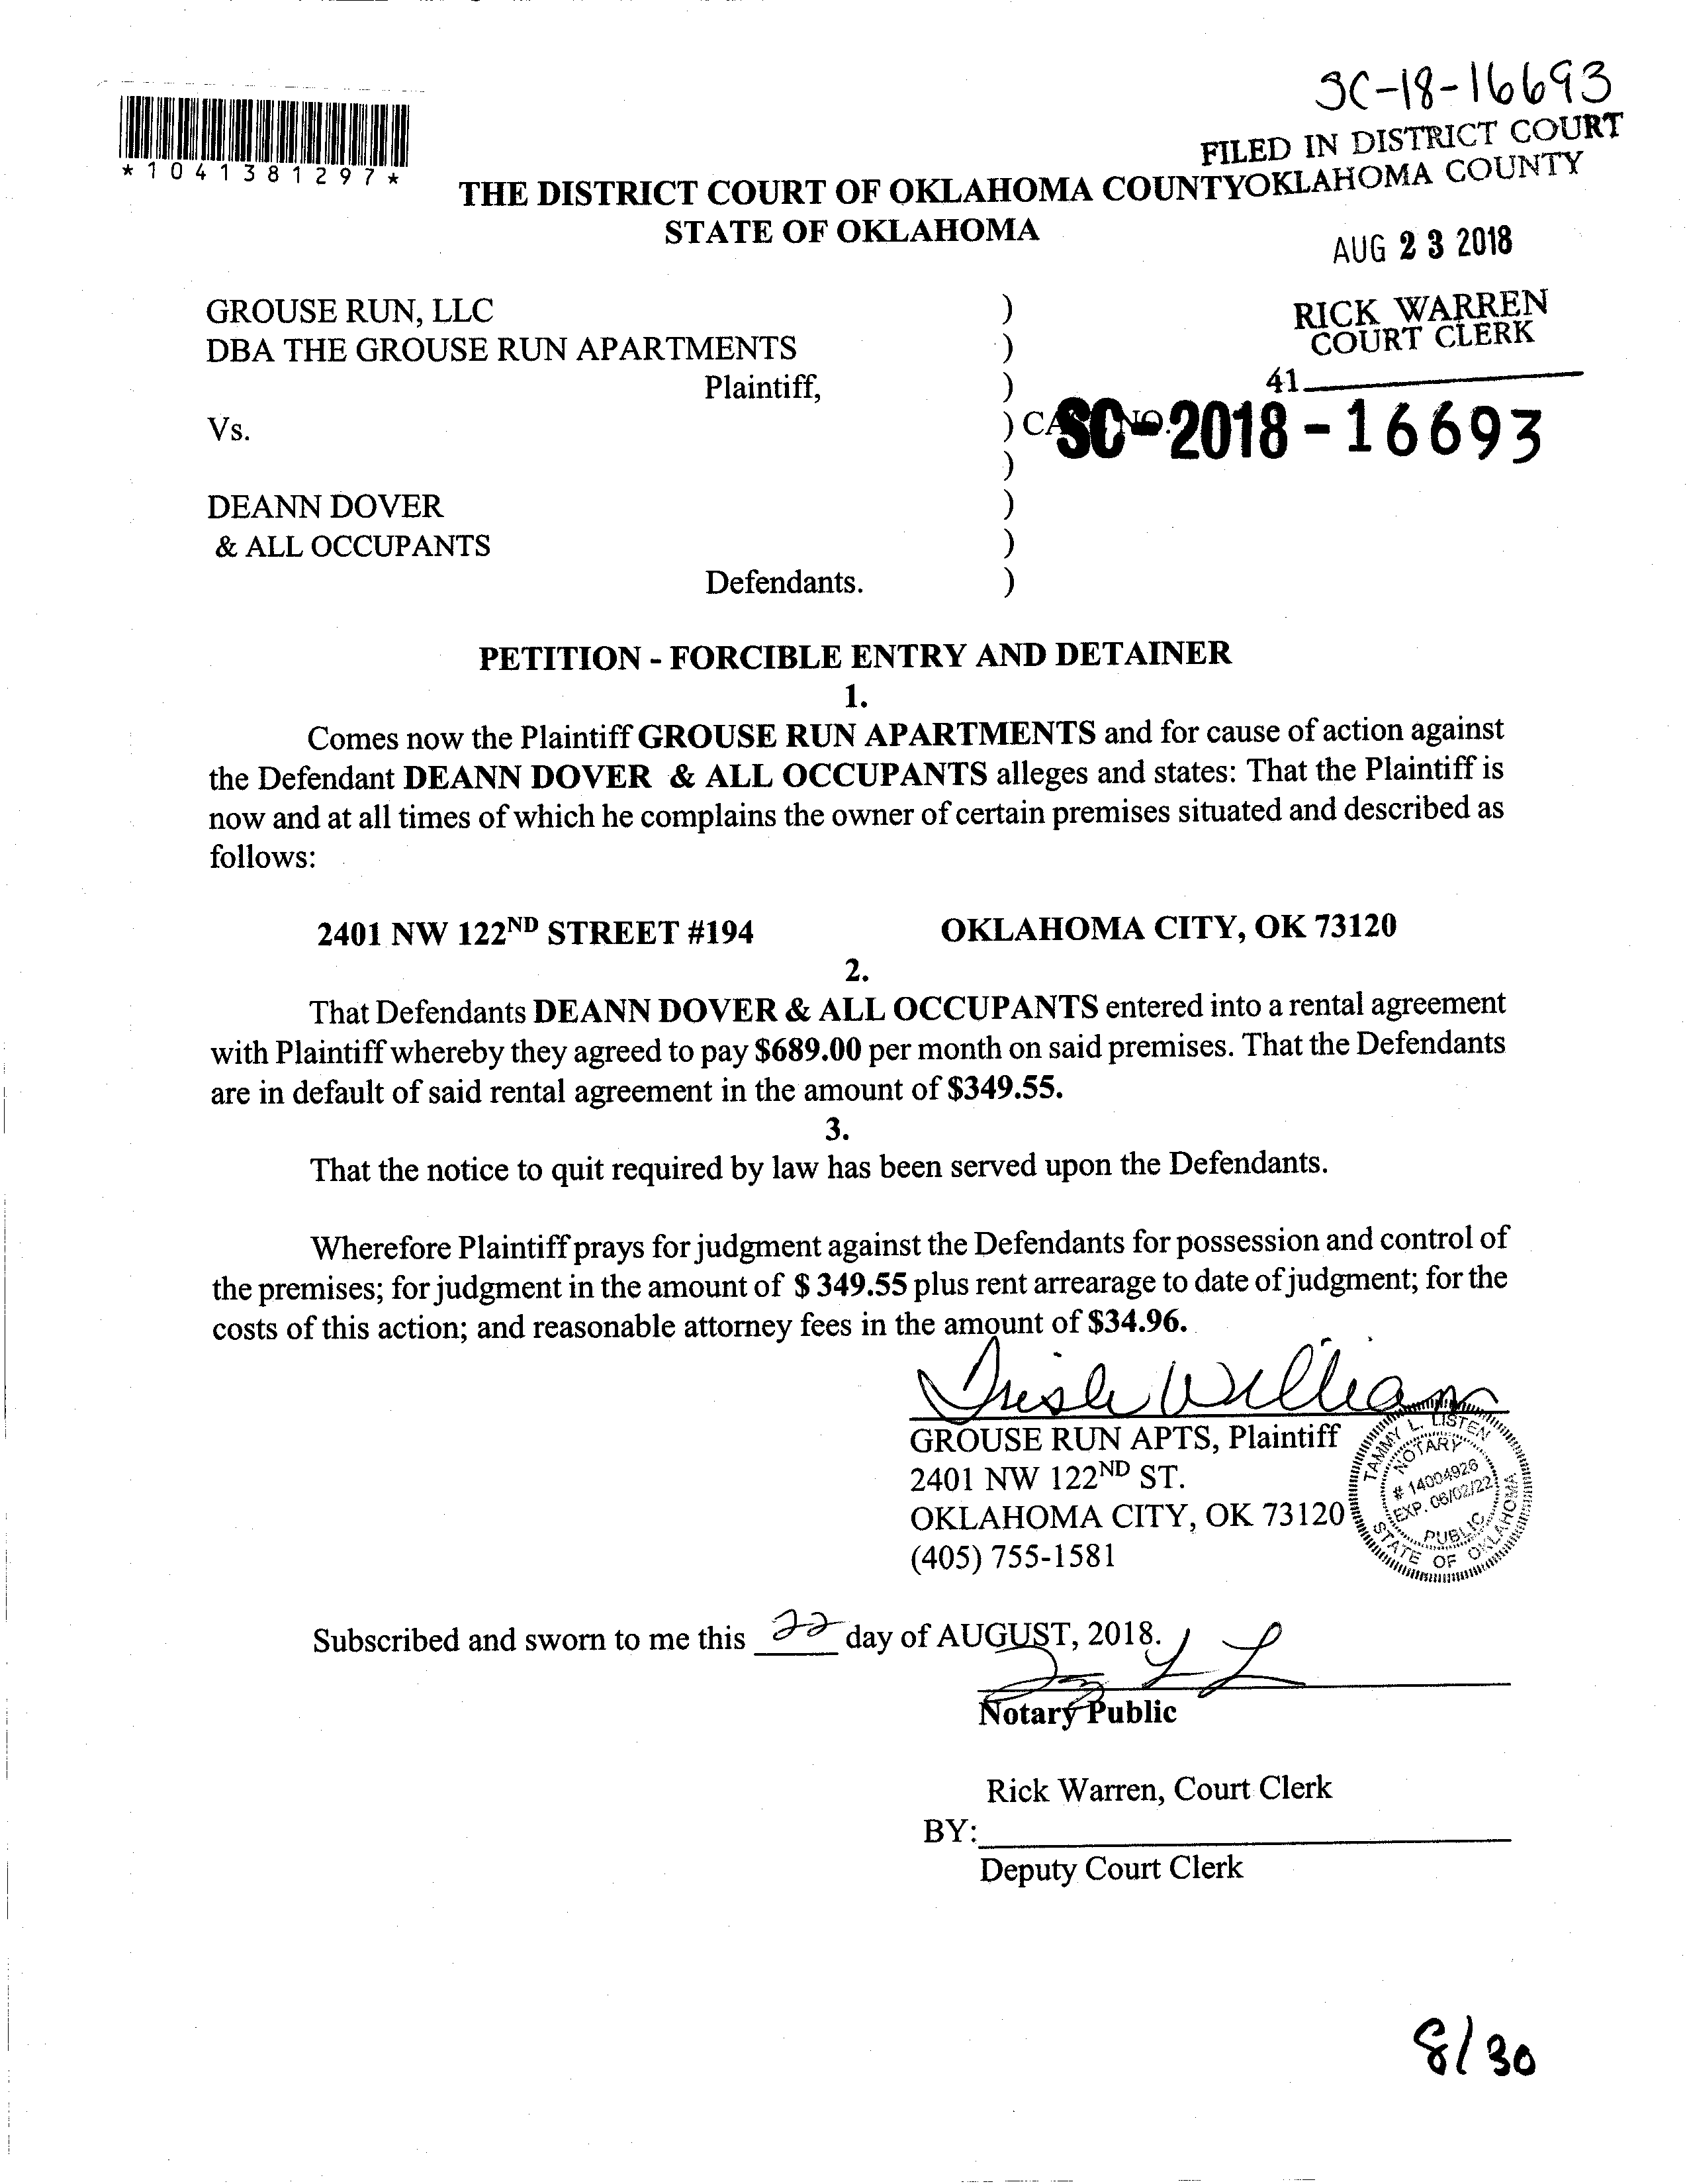 SC-18-16693
FILED IN DISTRICT COURT
OKLAHOMA COUNTY
*1041381297*
THE DISTRICT COURT OF OKLAHOMA COUNTY
STATE OF OKLAHOMA
AUG 23 2018
RICK WARREN
COURT CLERK
41
GROUSE RUN, LLC )
DBA THE GROUSE RUN APARTMENTS )
Plaintiff, )
Vs. ) CA NO. SC-2018-16693
)
DEANN DOVER )
& ALL OCCUPANTS )
Defendants. )
PETITION - FORCIBLE ENTRY AND DETAINER
1.
Comes now the Plaintiff GROUSE RUN APARTMENTS and for cause of action against
the Defendant DEANN DOVER & ALL OCCUPANTS alleges and states: That the Plaintiff is
now and at all times of which he complains the owner of certain premises situated and described as
follows:
2401 NW 122ND STREET #194 OKLAHOMA CITY, OK 73120
2.
That Defendants DEANN DOVER & ALL OCCUPANTS entered into a rental agreement
with Plaintiff whereby they agreed to pay $689.00 per month on said premises. That the Defendants
are in default of said rental agreement in the amount of $349.55.
3.
That the notice to quit required by law has been served upon the Defendants.
Wherefore Plaintiff prays for judgment against the Defendants for possession and control of
the premises; for judgment in the amount of $ 349.55 plus rent arrearage to date of judgment; for the
costs of this action; and reasonable attorney fees in the amount of $34.96.
Trish Williams
GROUSE RUN APTS, Plaintiff
2401 NW 122ND ST.
OKLAHOMA CITY, OK 73120
(405) 755-1581
TAMMY L. LISTEN
NOTARY
# 14004926
EXP. 06/02/22
PUBLIC
STATE OF OKLAHOMA
Subscribed and sworn to me this 22 day of AUGUST, 2018.
Notary Public
Rick Warren, Court Clerk
BY:
Deputy Court Clerk
8/30